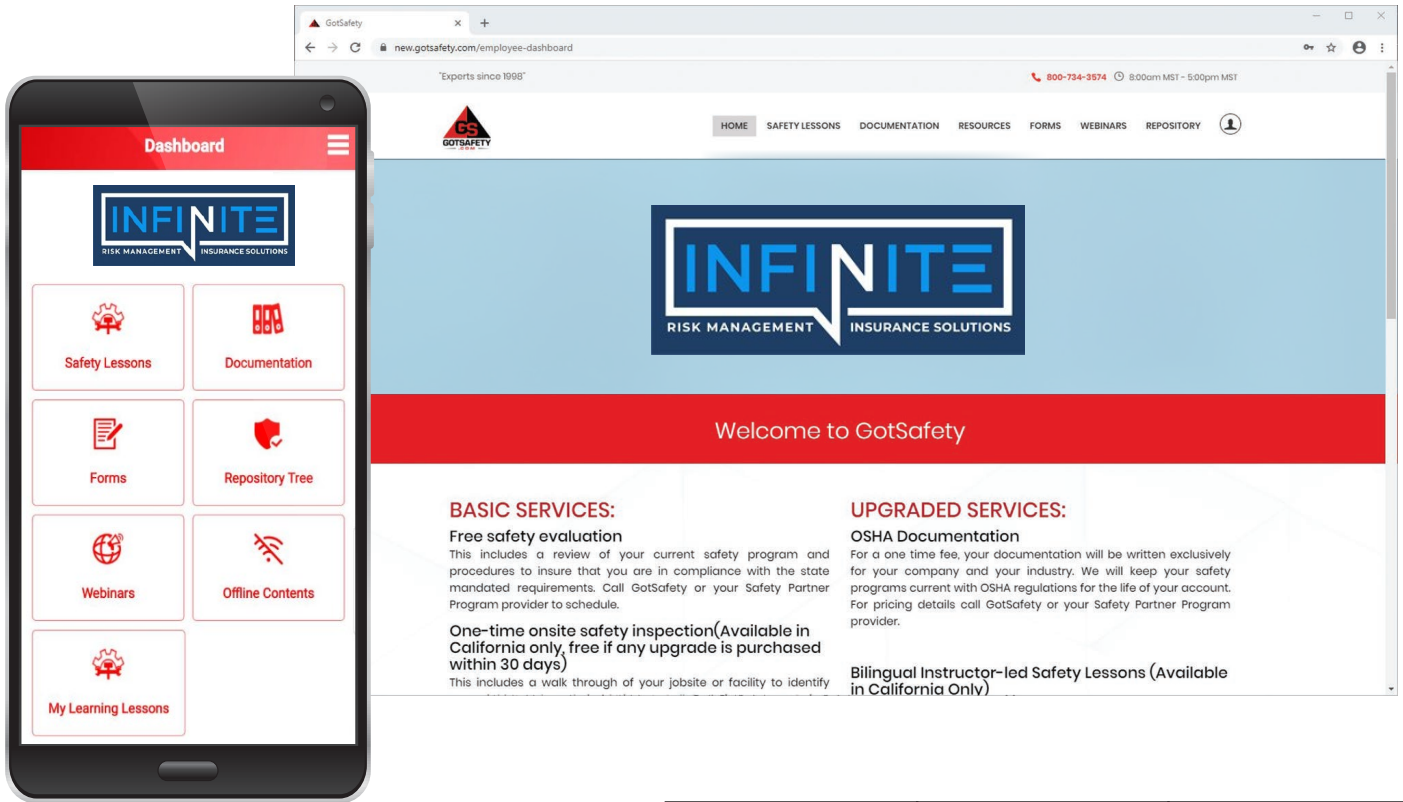 Dashboard
INFINITE
RISK MANAGEMENT INSURANCE SOLUTIONS
Safety Lessons
Documentation
Forms
Repository Tree
Webinars
Offline Contents
My Learning Lessons
GotSafety
new.gotsafety.com/employee-dashboard
"Experts since 1998"
800-734-3574 8:00am MST - 5:00pm MST
GS
GOTSAFETY
.COM
HOME SAFETY LESSONS DOCUMENTATION RESOURCES FORMS WEBINARS REPOSITORY
INFINITE
RISK MANAGEMENT INSURANCE SOLUTIONS
Welcome to GotSafety
BASIC SERVICES:
Free safety evaluation
This includes a review of your current safety program and
procedures to insure that you are in compliance with the state
mandated requirements. Call GotSafety or your Safety Partner
Program provider to schedule.
One-time onsite safety inspection(Available in
California only, free if any upgrade is purchased
within 30 days)
This includes a walk through of your jobsite or facility to identify
UPGRADED SERVICES:
OSHA Documentation
For a one time fee, your documentation will be written exclusively
for your company and your industry. We will keep your safety
programs current with OSHA regulations for the life of your account.
For pricing details call GotSafety or your Safety Partner Program
provider.
Bilingual Instructor-led Safety Lessons (Available
in California Only)